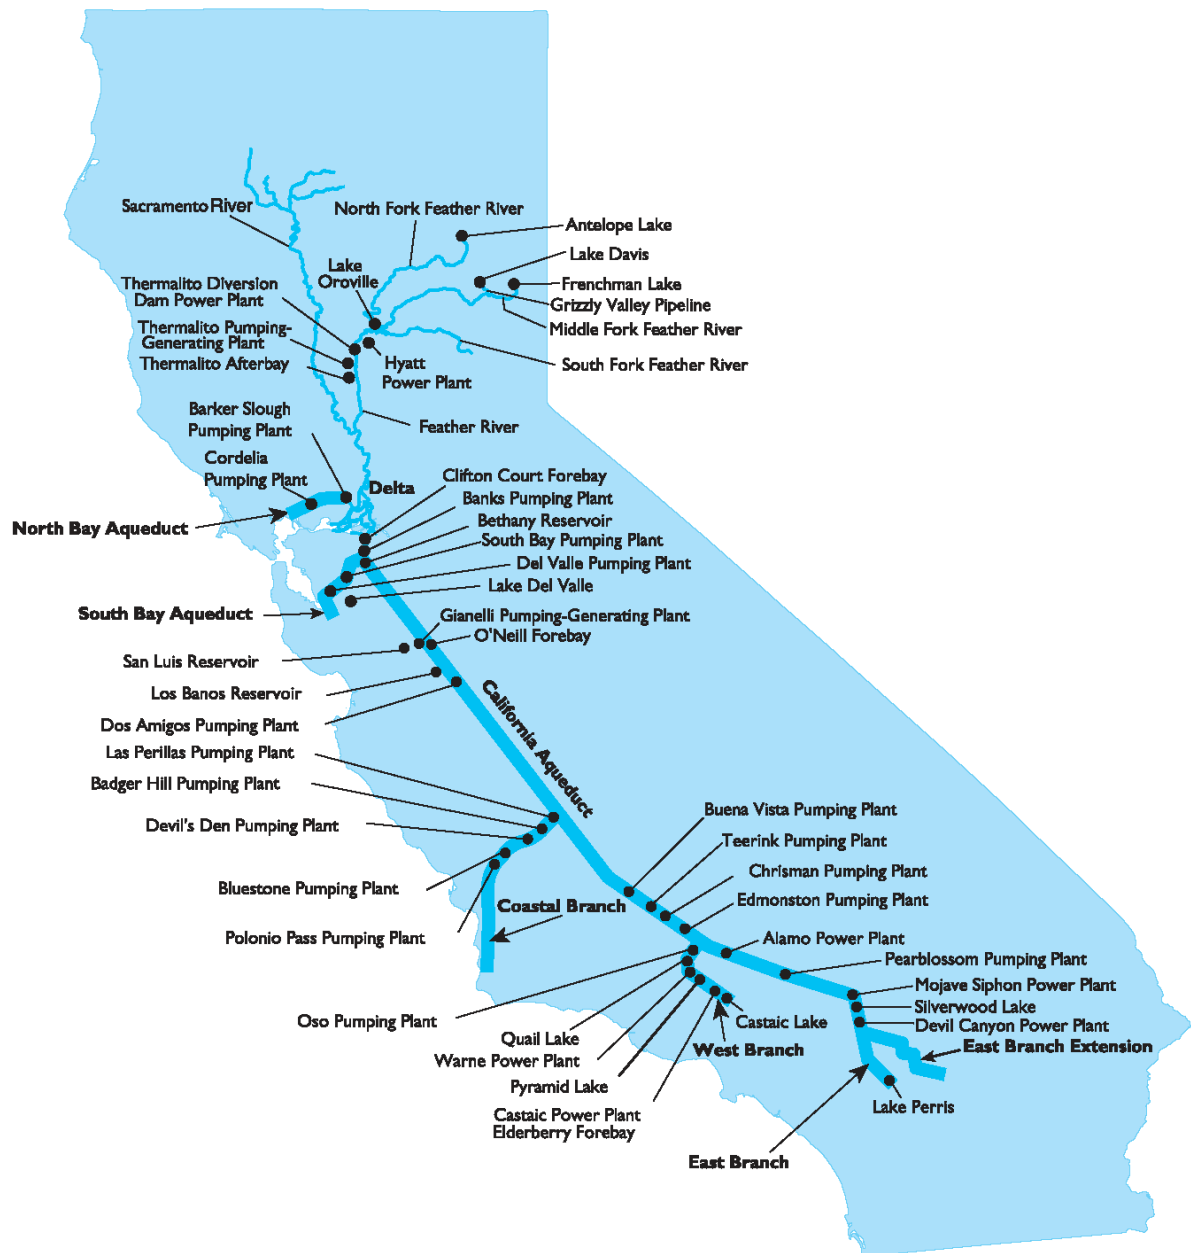 Sacramento River
North Fork Feather River
Antelope Lake
Lake Davis
Lake
Oroville
Frenchman Lake
Thermalito Diversion
Dam Power Plant
Grizzly Valley Pipeline
Middle Fork Feather River
Thermalito Pumping-
Generating Plant
Thermalito Afterbay
Hyatt
Power Plant
South Fork Feather River
Barker Slough
Pumping Plant
Feather River
Cordelia
Pumping Plant
Delta
Clifton Court Forebay
Banks Pumping Plant
North Bay Aqueduct
Bethany Reservoir
South Bay Pumping Plant
Del Valle Pumping Plant
Lake Del Valle
South Bay Aqueduct
Gianelli Pumping-Generating Plant
O'Neill Forebay
San Luis Reservoir
Los Banos Reservoir
Dos Amigos Pumping Plant
California Aqueduct
Las Perillas Pumping Plant
Badger Hill Pumping Plant
Devil's Den Pumping Plant
Buena Vista Pumping Plant
Teerink Pumping Plant
Chrisman Pumping Plant
Bluestone Pumping Plant
Edmonston Pumping Plant
Coastal Branch
Polonio Pass Pumping Plant
Alamo Power Plant
Pearblossom Pumping Plant
Mojave Siphon Power Plant
Silverwood Lake
Devil Canyon Power Plant
Oso Pumping Plant
Castaic Lake
Quail Lake
West Branch
East Branch Extension
Warne Power Plant
Pyramid Lake
Lake Perris
Castaic Power Plant
Elderberry Forebay
East Branch